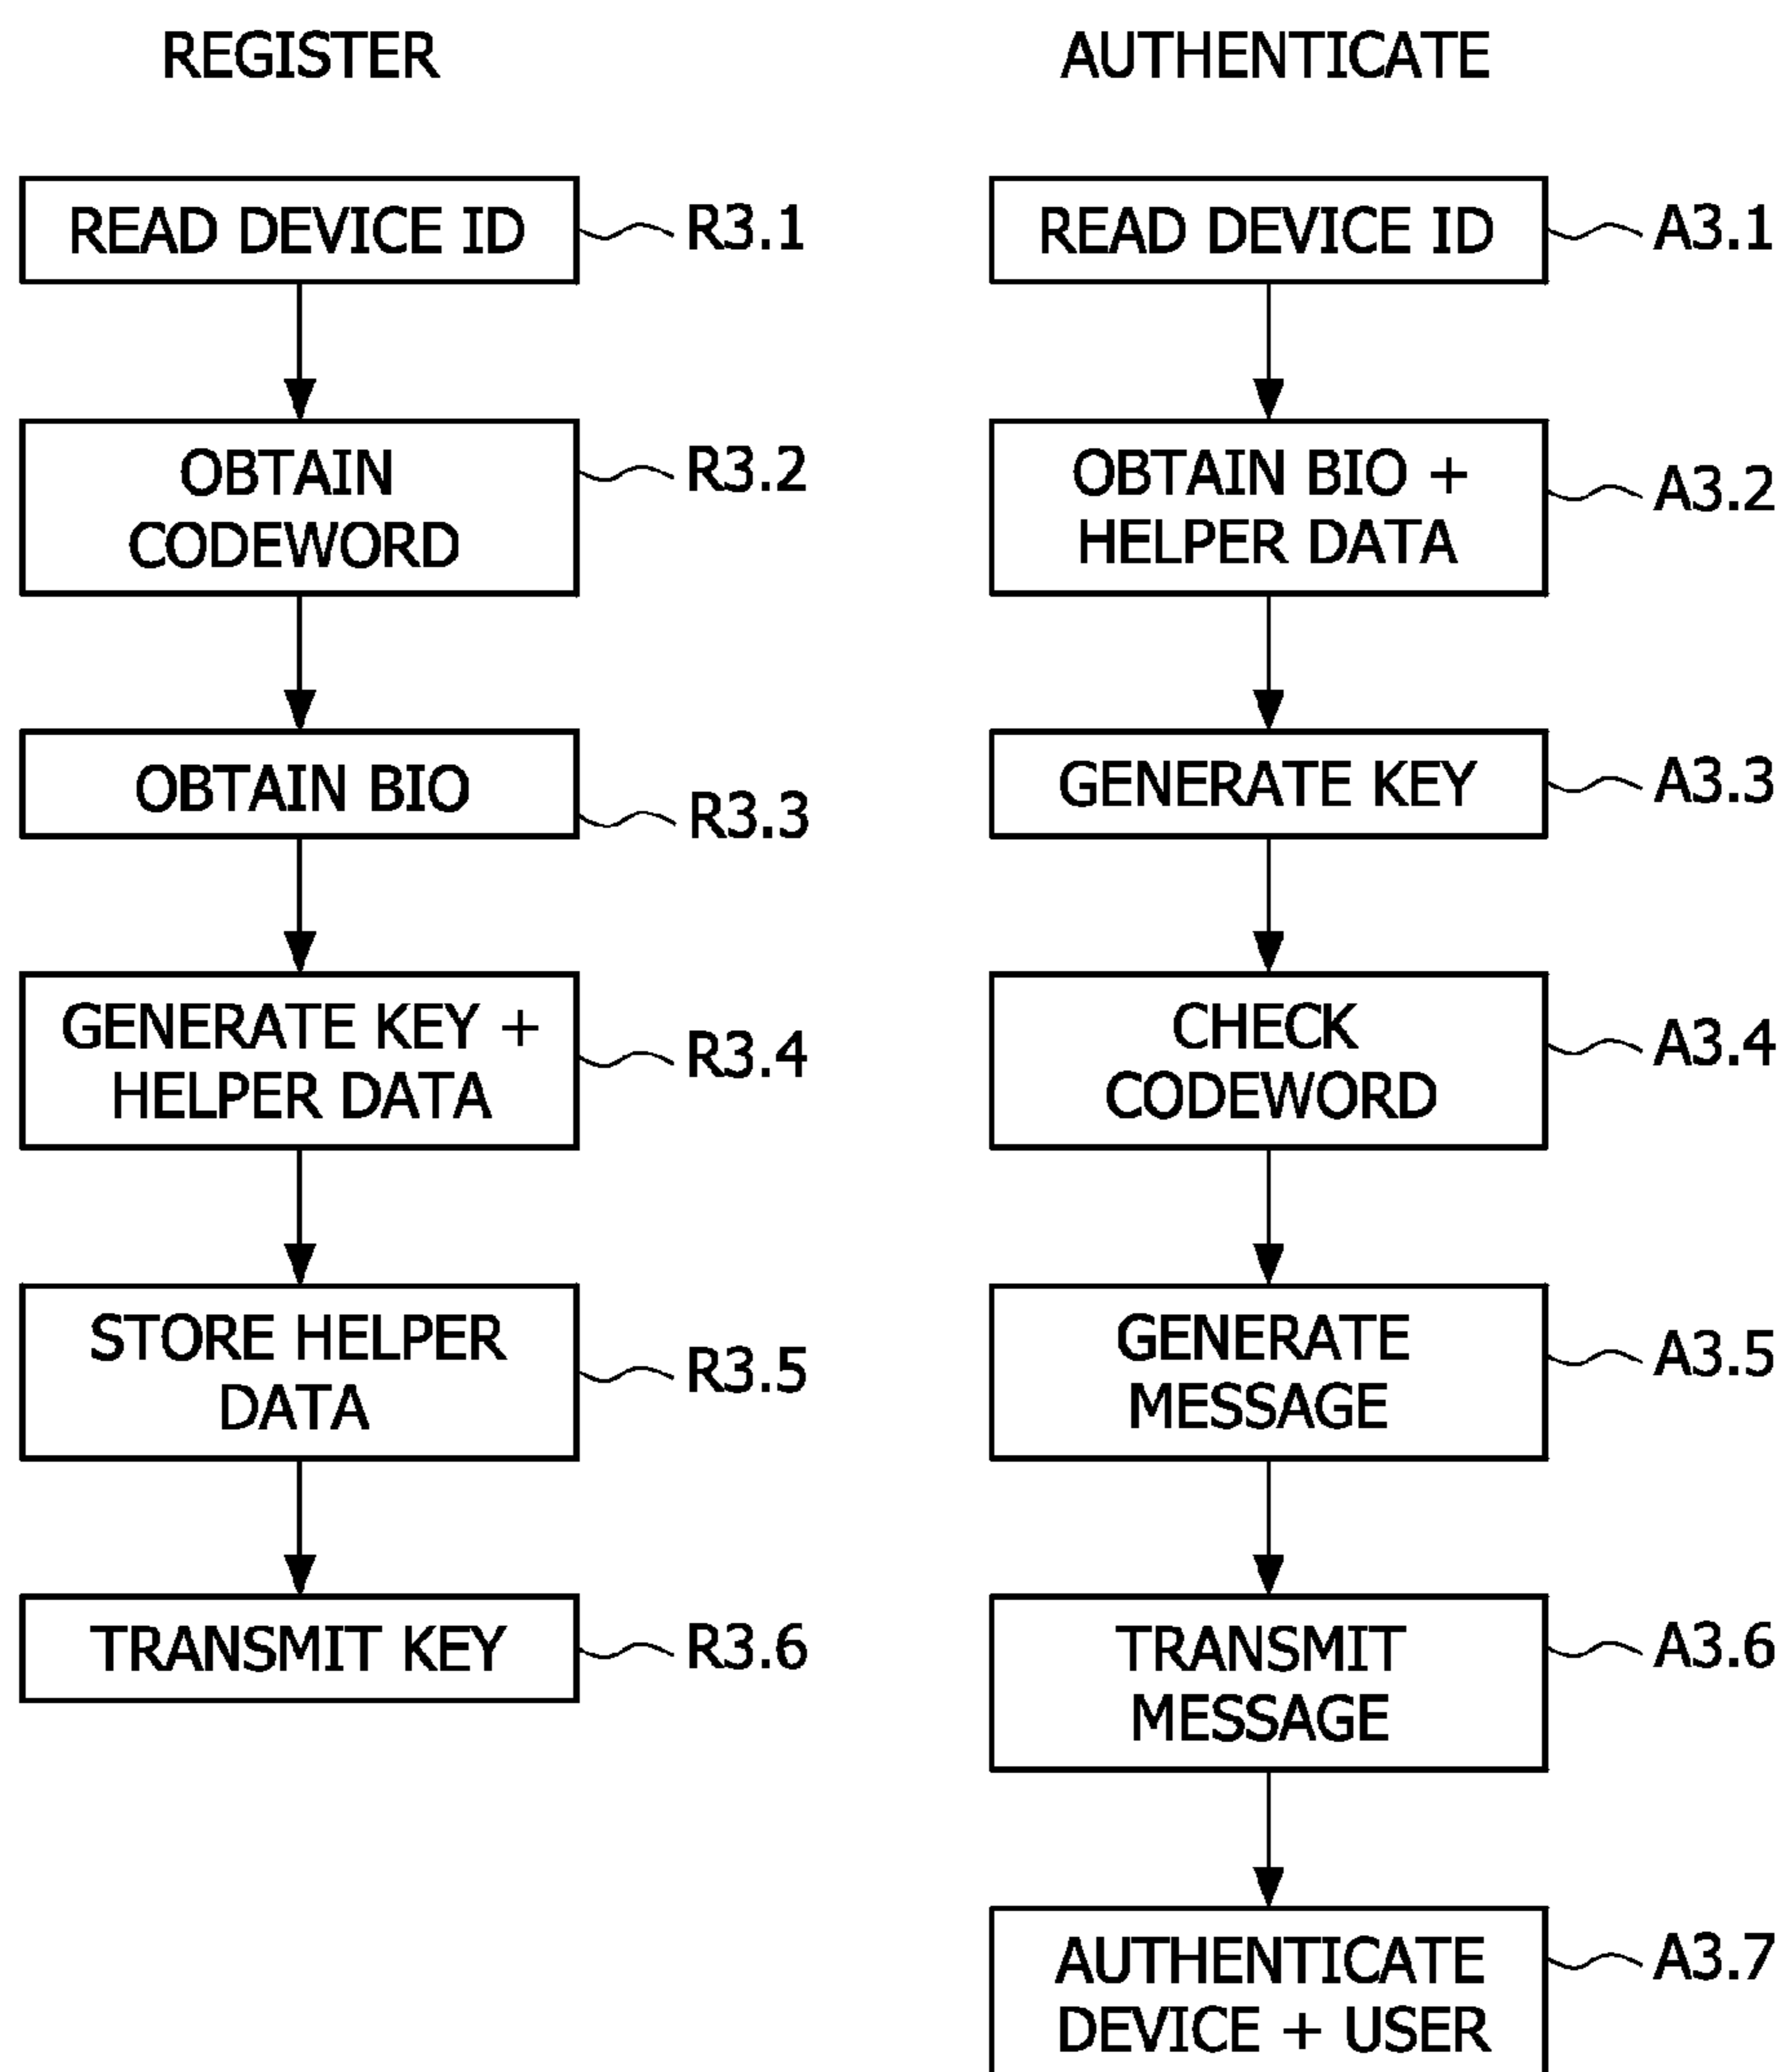 REGISTER
READ DEVICE ID
R3.1
OBTAIN
CODEWORD
R3.2
OBTAIN BIO
R3.3
GENERATE KEY +
HELPER DATA
R3.4
STORE HELPER
DATA
R3.5
TRANSMIT KEY
R3.6
AUTHENTICATE
READ DEVICE ID
A3.1
OBTAIN BIO +
HELPER DATA
A3.2
GENERATE KEY
A3.3
CHECK
CODEWORD
A3.4
GENERATE
MESSAGE
A3.5
TRANSMIT
MESSAGE
A3.6
AUTHENTICATE
DEVICE + USER
A3.7